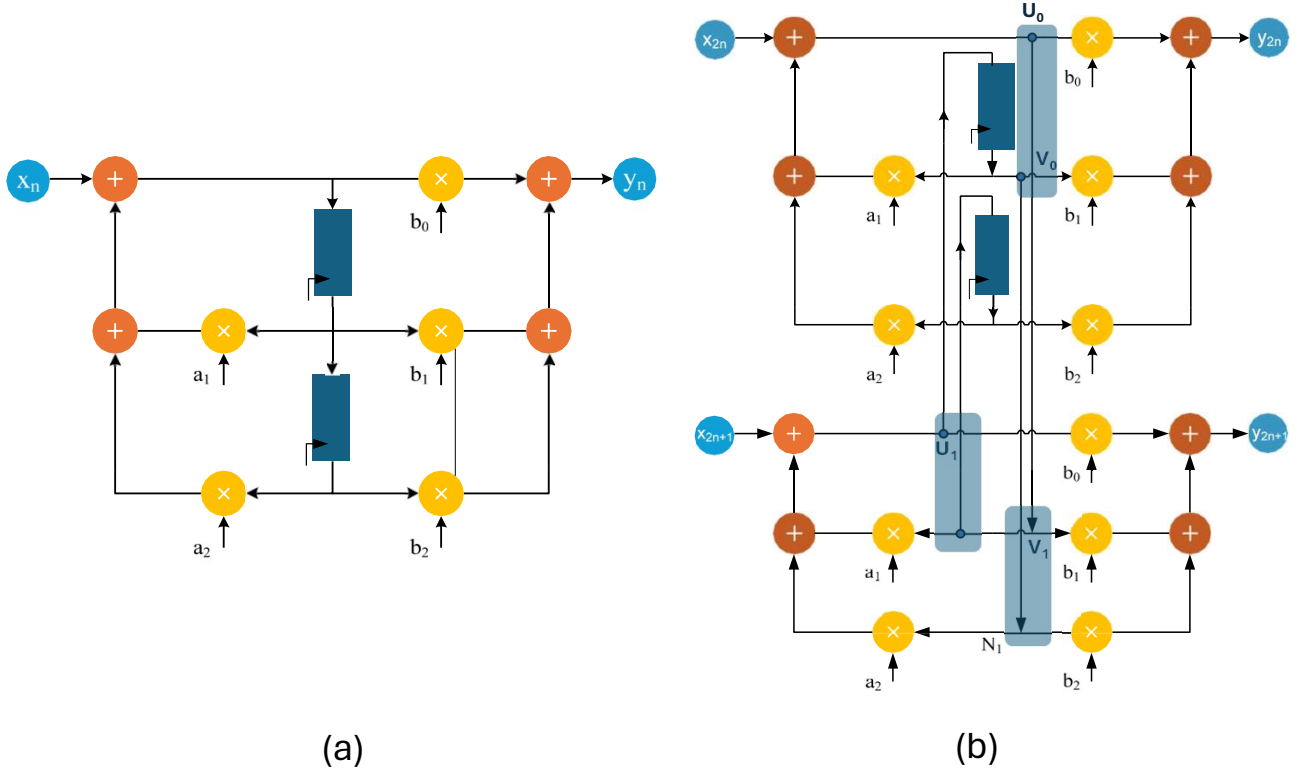 xₙ + × + yₙ
b₀
+ × × +
a₁ b₁
× ×
a₂ b₂
(a)
U₀
x₂ₙ + × + y₂ₙ
b₀
V₀
+ × × +
a₁ b₁
× ×
a₂ b₂
x₂ₙ₊₁ + × + y₂ₙ₊₁
U₁
b₀
+ × × +
V₁
a₁ b₁
× ×
N₁
a₂ b₂
(b)